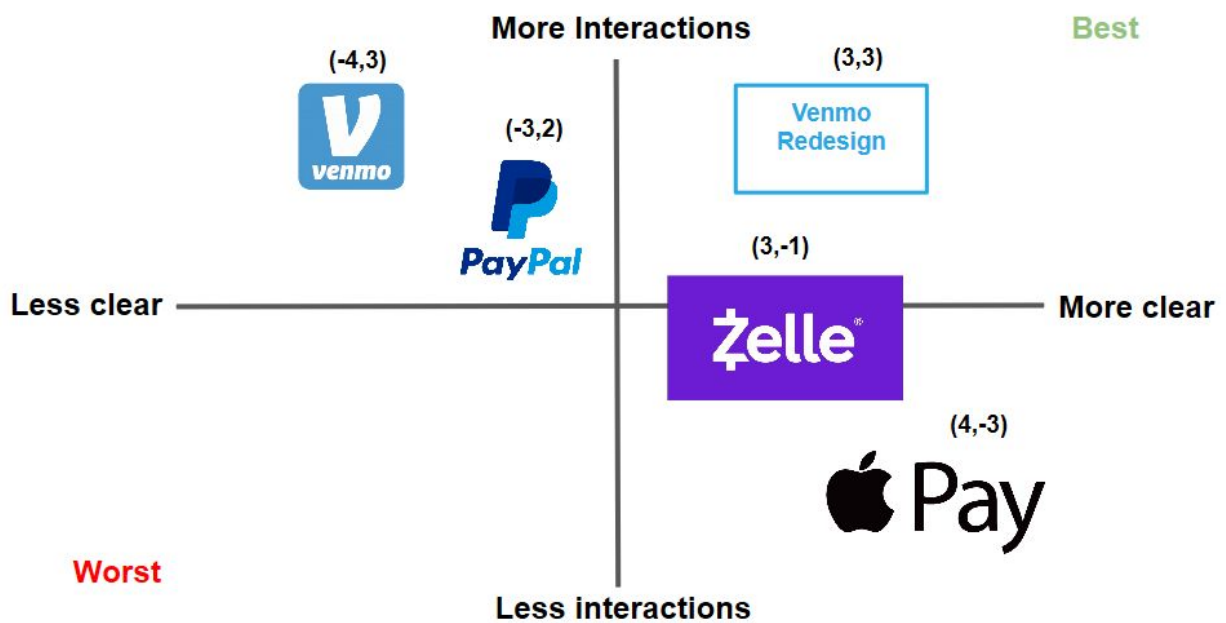 More Interactions
Best
(-4,3)
(3,3)
venmo
Venmo
Redesign
(-3,2)
PayPal
(3,-1)
Less clear
More clear
Zelle®
(4,-3)
Pay
Worst
Less interactions